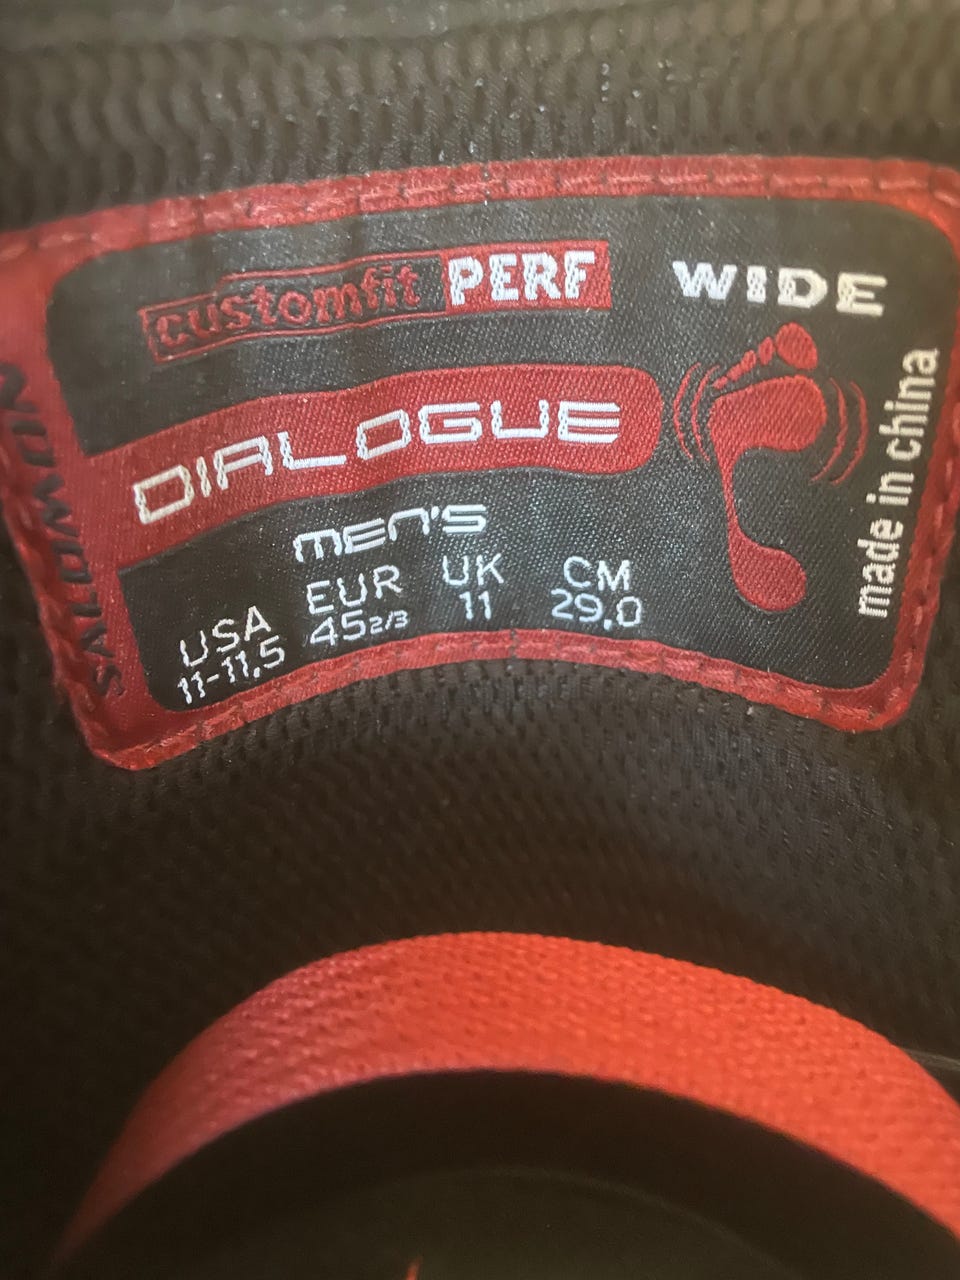 customfit PERF
WIDE
DIALOGUE
MEN'S
USA EUR UK CM
11-11,5 45 2/3 11 29,0
made in china
SALOMON